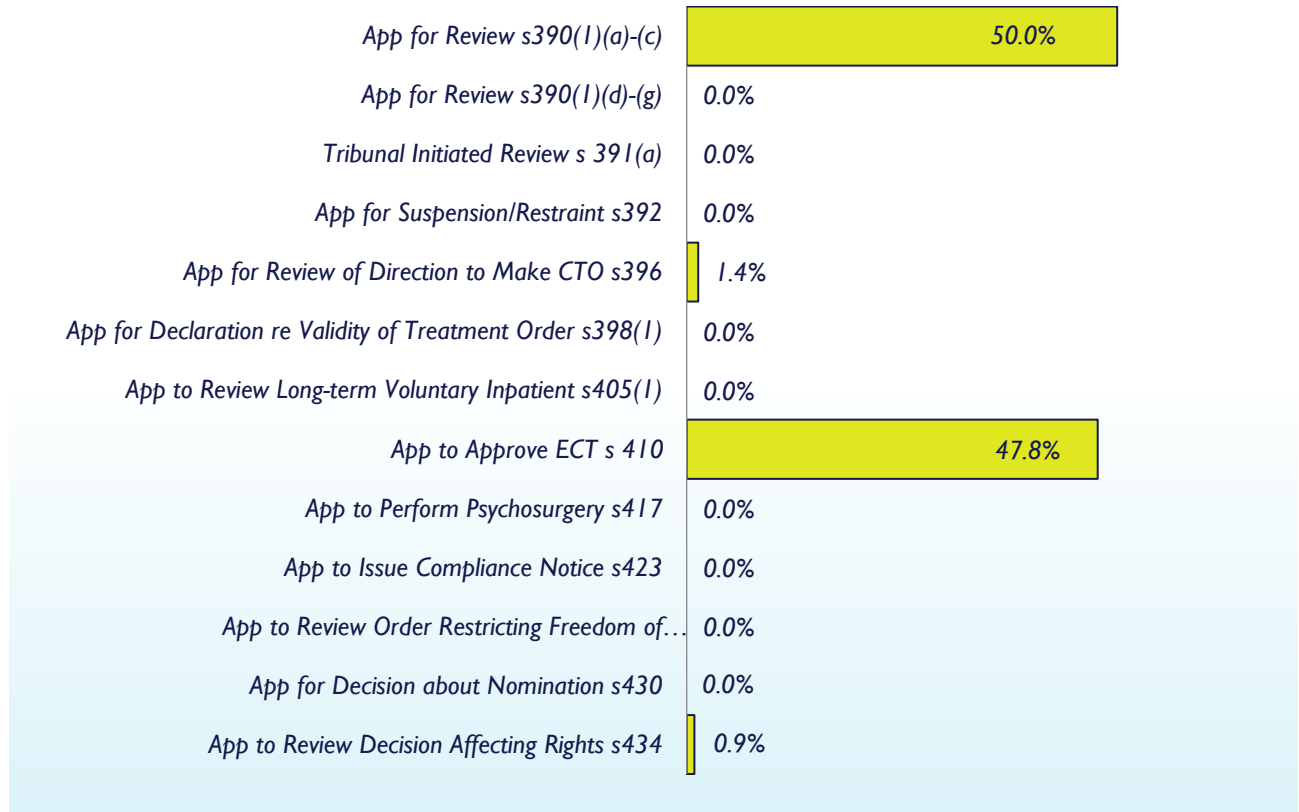 App for Review s390(1)(a)-(c) 50.0%
App for Review s390(1)(d)-(g) 0.0%
Tribunal Initiated Review s 391(a) 0.0%
App for Suspension/Restraint s392 0.0%
App for Review of Direction to Make CTO s396 1.4%
App for Declaration re Validity of Treatment Order s398(1) 0.0%
App to Review Long-term Voluntary Inpatient s405(1) 0.0%
App to Approve ECT s 410 47.8%
App to Perform Psychosurgery s417 0.0%
App to Issue Compliance Notice s423 0.0%
App to Review Order Restricting Freedom of… 0.0%
App for Decision about Nomination s430 0.0%
App to Review Decision Affecting Rights s434 0.9%